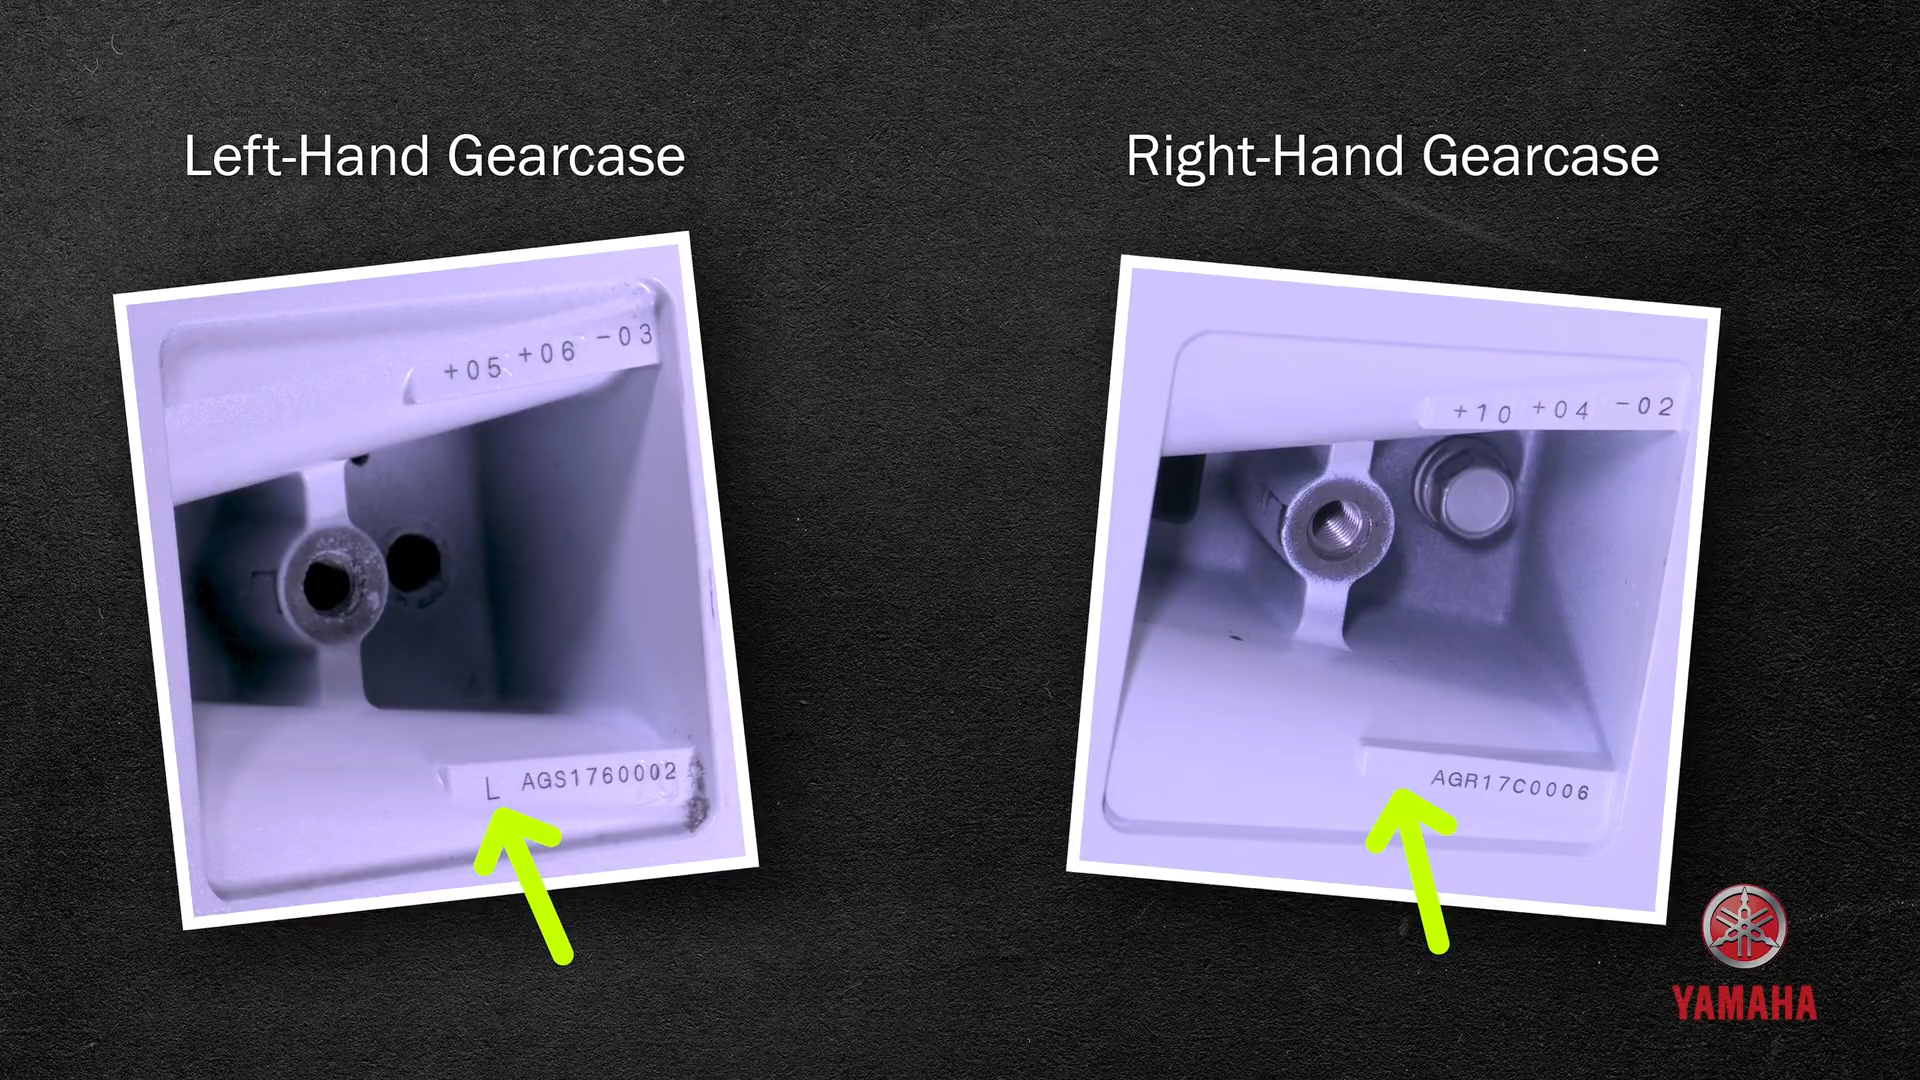 Left-Hand Gearcase
+05 +06 -03
L AGS1760002
Right-Hand Gearcase
+10 +04 -02
AGR17C0006
YAMAHA